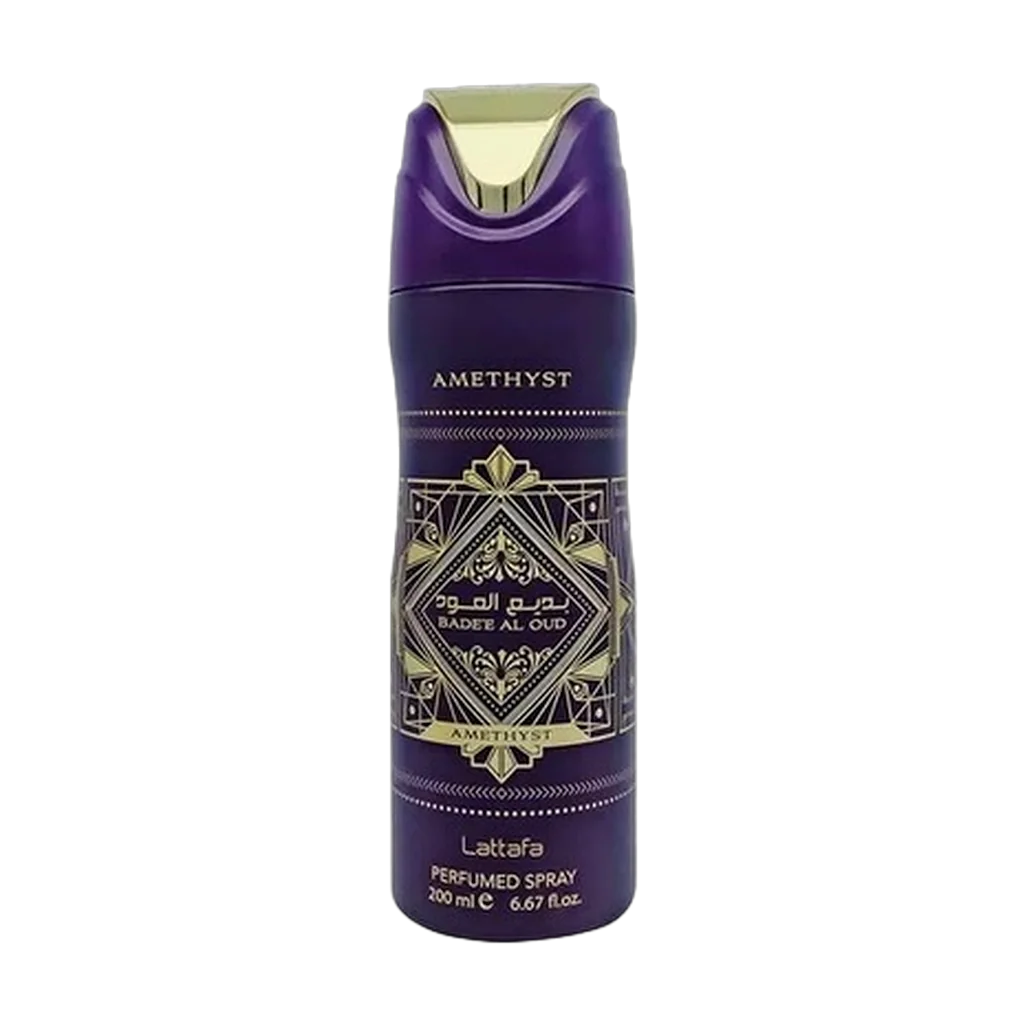 AMETHYST
بديع العود
BADE'E AL OUD
AMETHYST
Lattafa
PERFUMED SPRAY
200 ml e 6.67 fl.oz.